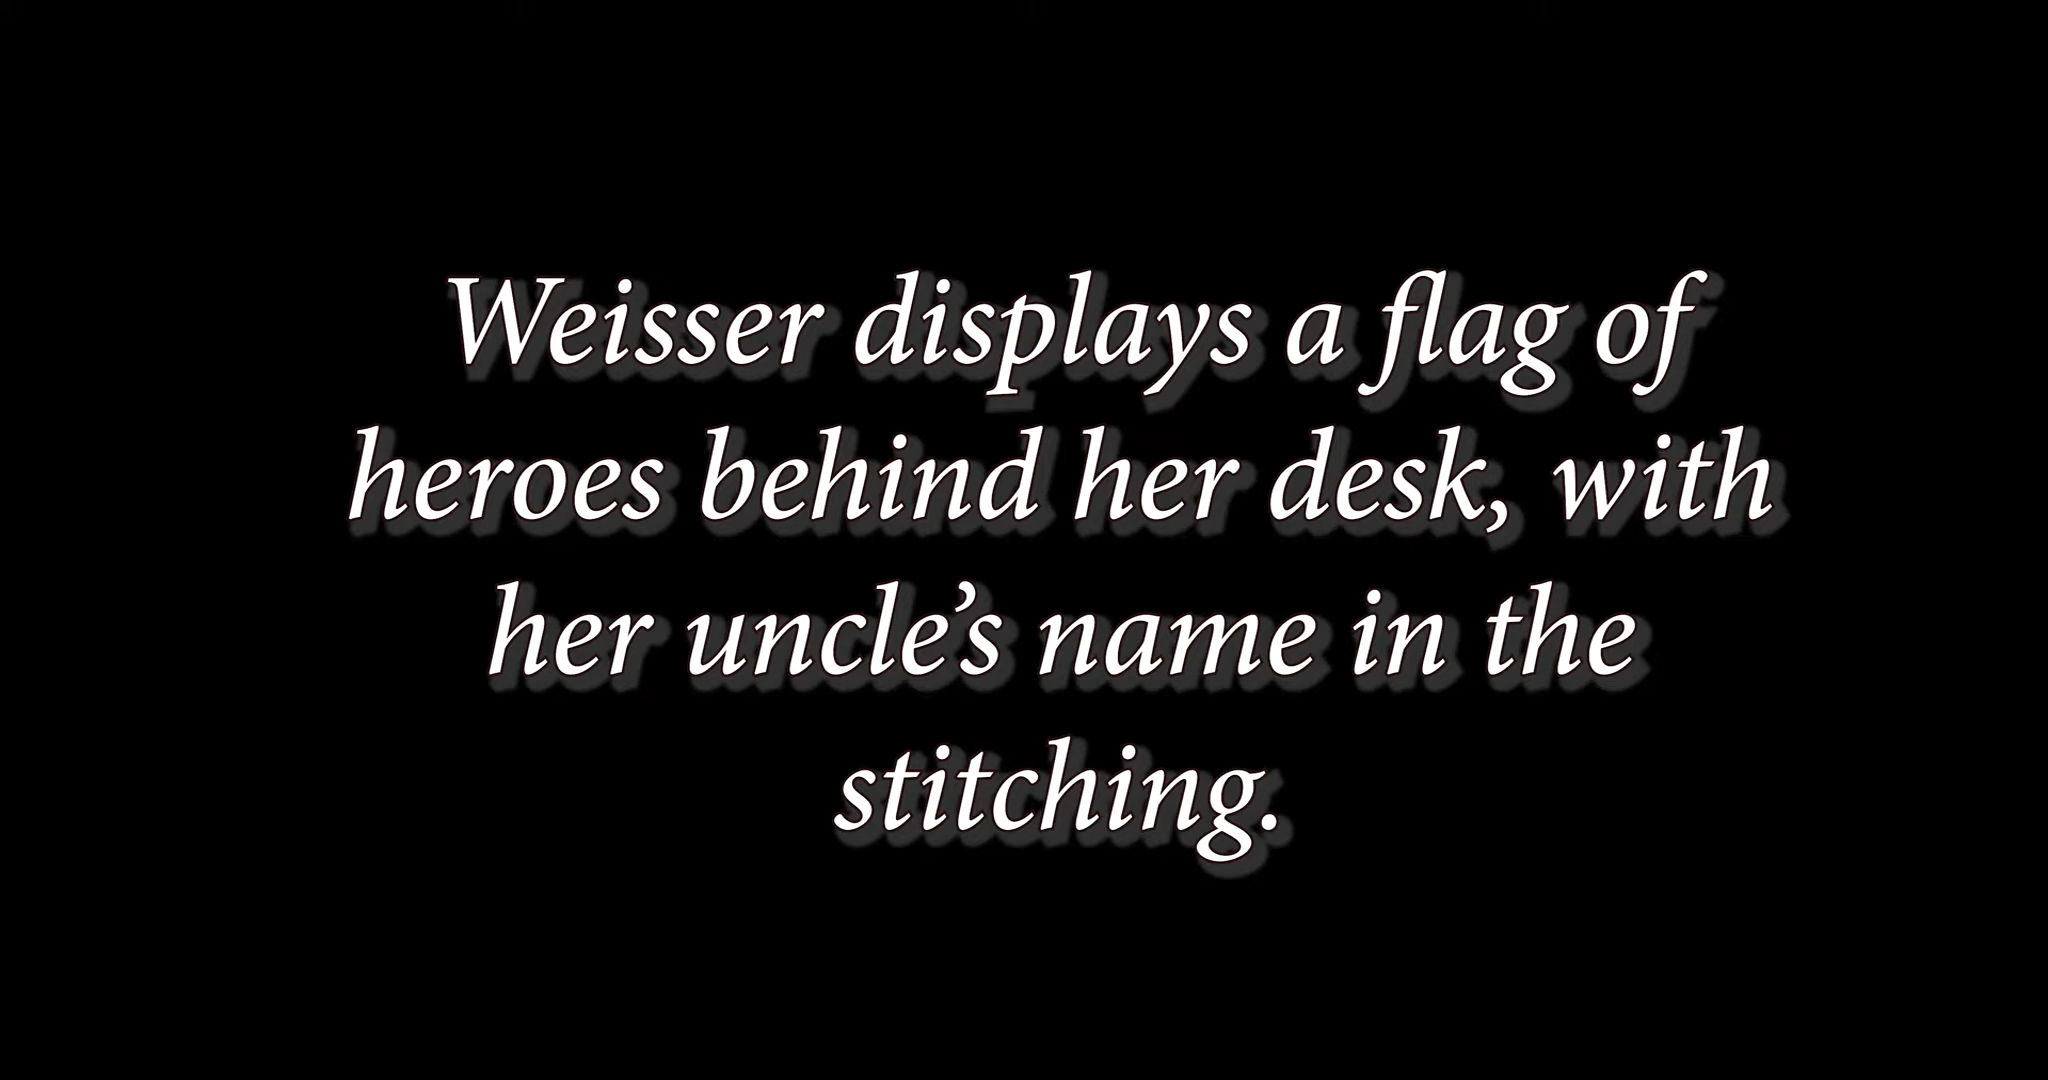 Weisser displays a flag of
heroes behind her desk, with
her uncle’s name in the
stitching.